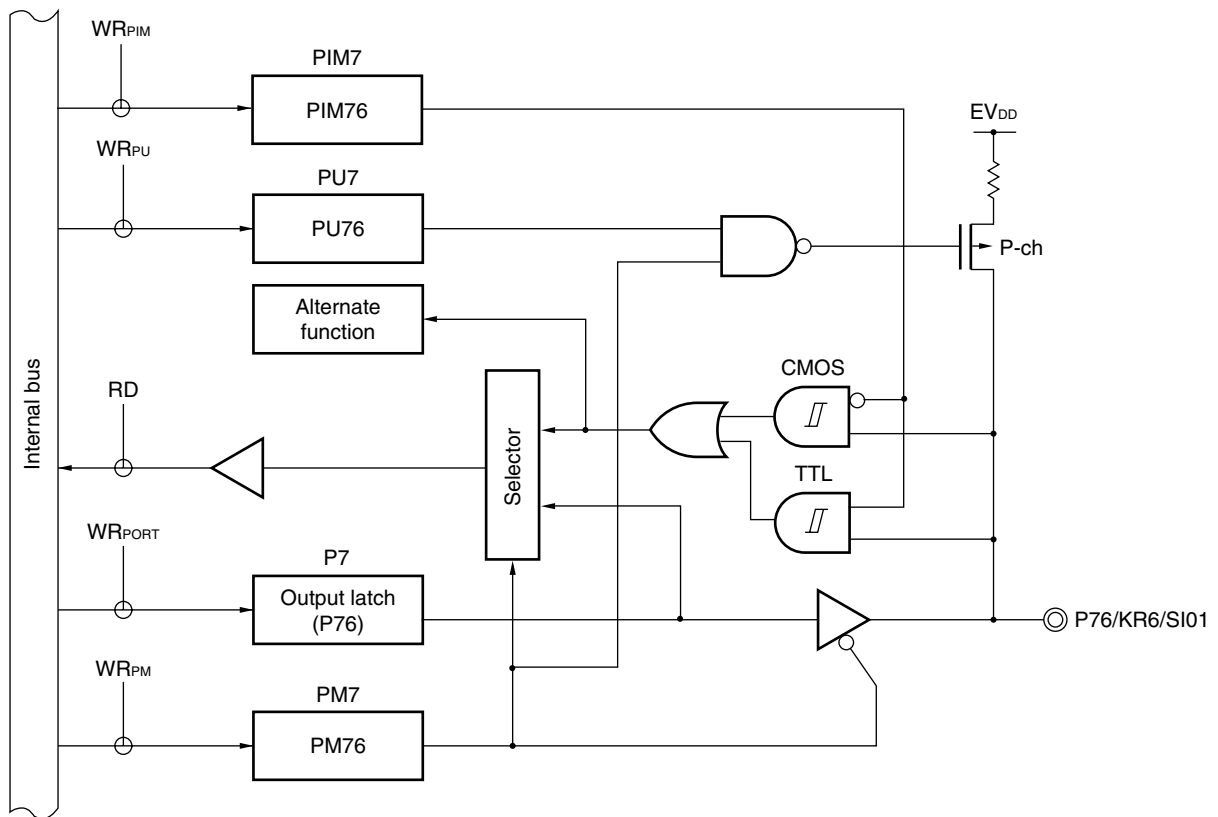 WRPIM
PIM7
PIM76
EVDD
WRPU
PU7
PU76
P-ch
Alternate
function
CMOS
RD
Internal bus
Selector
TTL
WRPORT
P7
Output latch
(P76)
P76/KR6/SI01
WRPM
PM7
PM76